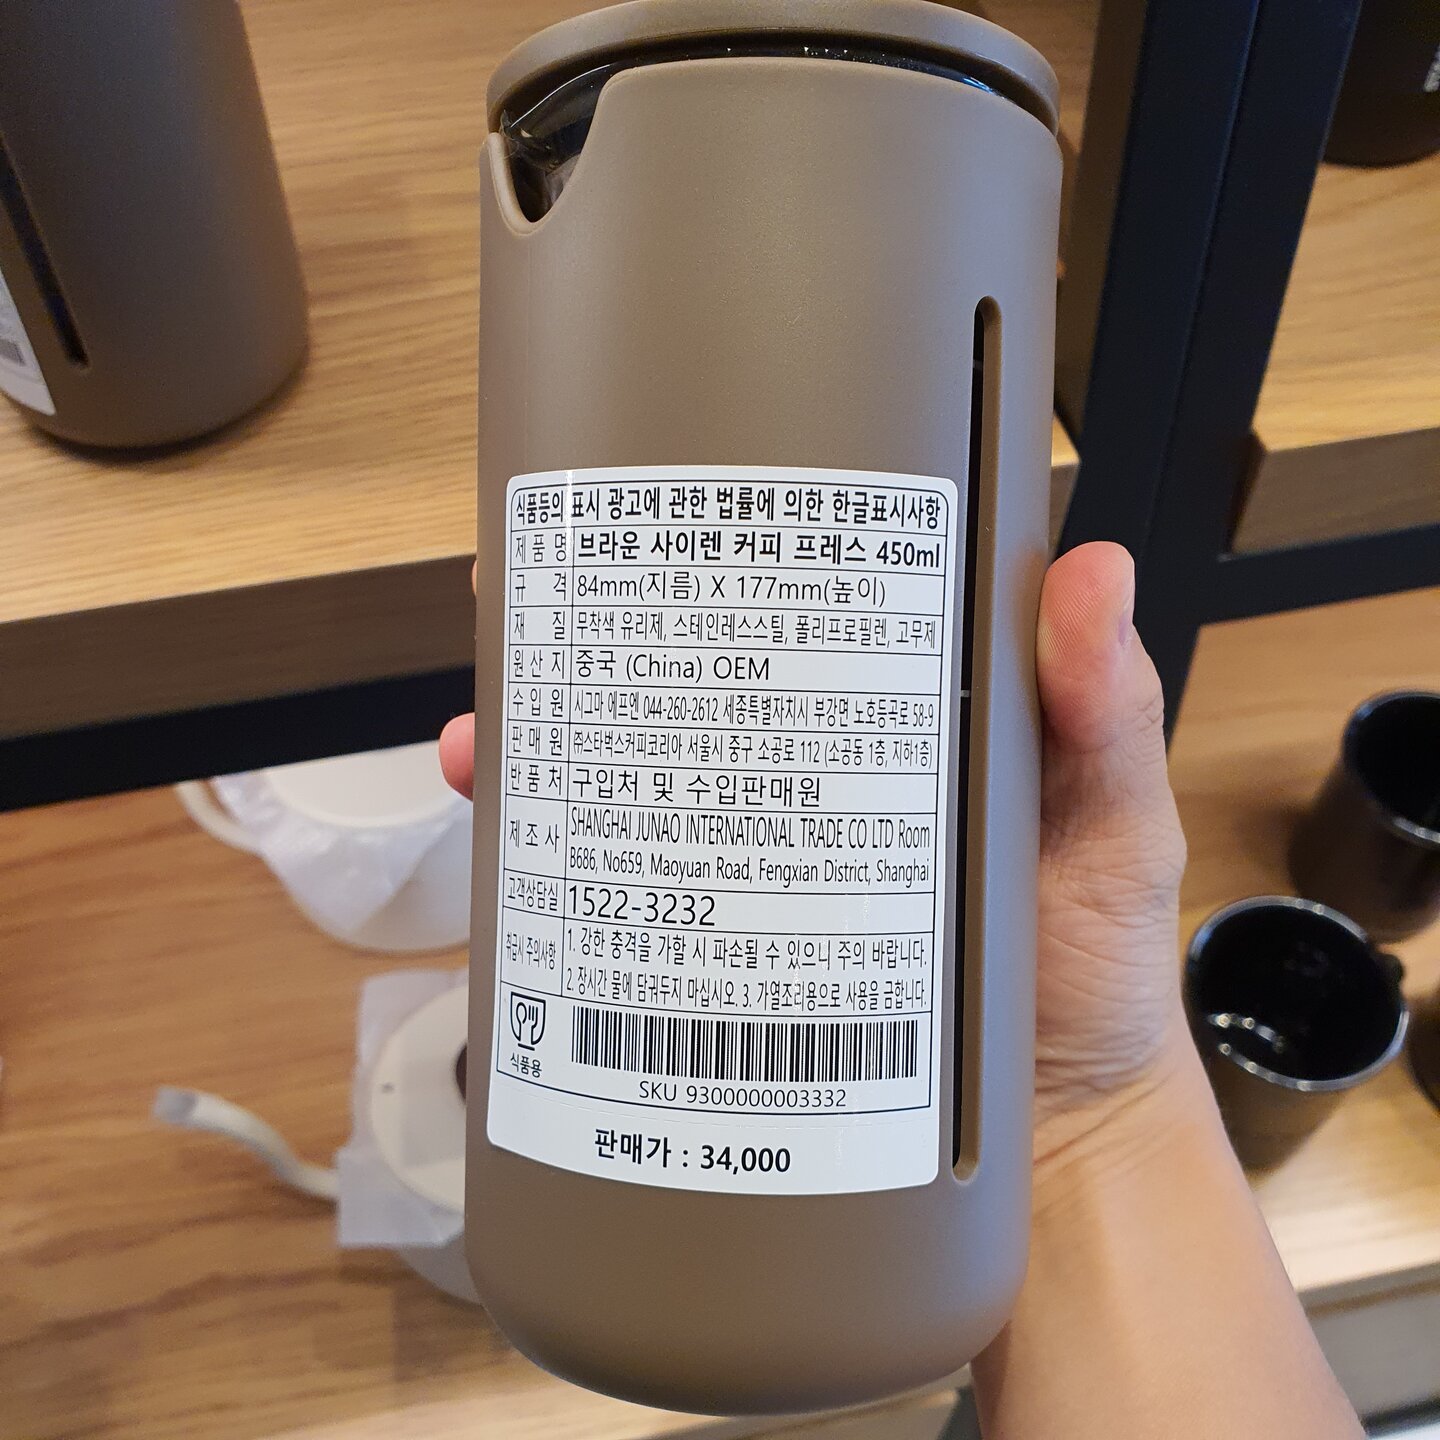 식품등의 표시 광고에 관한 법률에 의한 한글표시사항
제 품 명 브라운 사이렌 커피 프레스 450ml
규 격 84mm(지름) X 177mm(높이)
재 질 무착색 유리제, 스테인레스스틸, 폴리프로필렌, 고무제
원 산 지 중국 (China) OEM
수 입 원 시그마 에프엔 044-260-2612 세종특별자치시 부강면 노호등곡로 58-9
판 매 원 ㈜스타벅스커피코리아 서울시 중구 소공로 112 (소공동 1층, 지하1층)
반 품 처 구입처 및 수입판매원
제 조 사 SHANGHAI JUNAO INTERNATIONAL TRADE CO LTD Room
B686, No659, Maoyuan Road, Fengxian District, Shanghai
고객상담실 1522-3232
취급시 주의사항 1. 강한 충격을 가할 시 파손될 수 있으니 주의 바랍니다.
2. 장시간 물에 담궈두지 마십시오. 3. 가열조리용으로 사용을 금합니다.
식품용
SKU 9300000003332
판매가 : 34,000